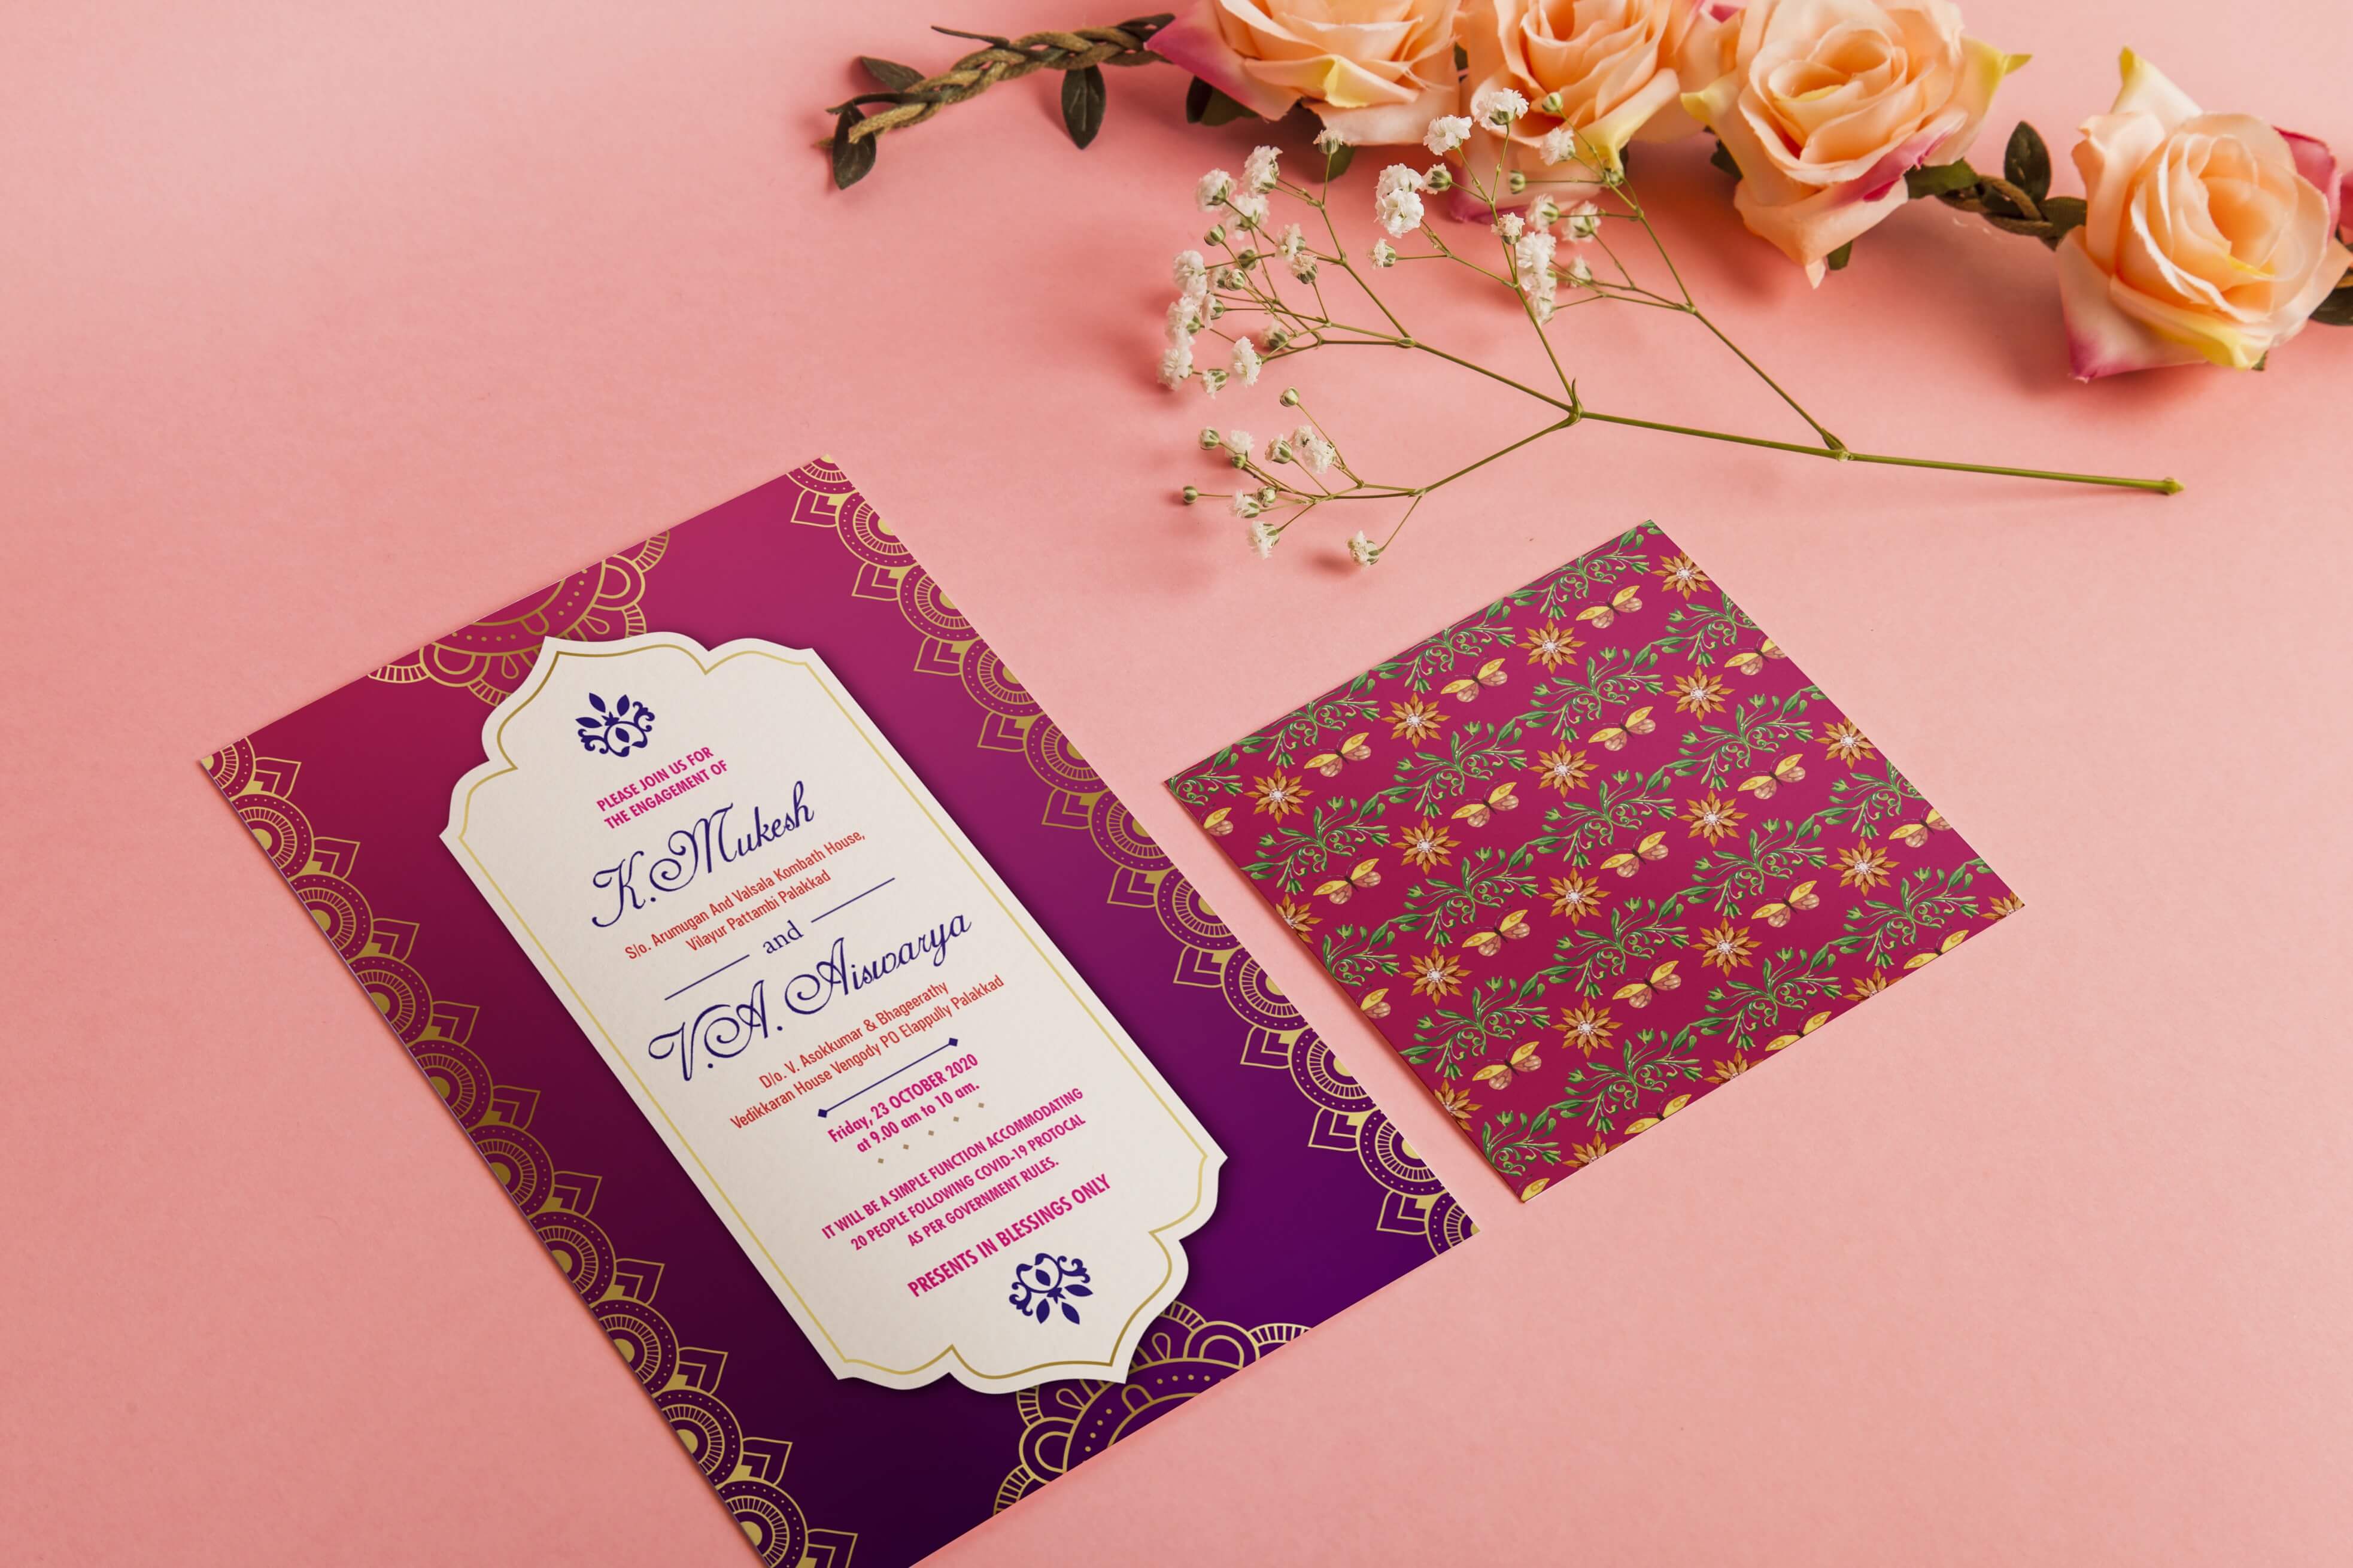 PLEASE JOIN US FOR
THE ENGAGEMENT OF
K.Mukesh
S/o. Arumugan And Valsala Kombath House,
Vilayur Pattambi Palakkad
and
V.A. Aiswarya
D/o. V. Asokkumar & Bhageerathy
Vedikkaran House Vengody PO Elappully Palakkad
Friday, 23 OCTOBER 2020
at 9.00 am to 10 am.
IT WILL BE A SIMPLE FUNCTION ACCOMMODATING
20 PEOPLE FOLLOWING COVID-19 PROTOCAL
AS PER GOVERNMENT RULES.
PRESENTS IN BLESSINGS ONLY